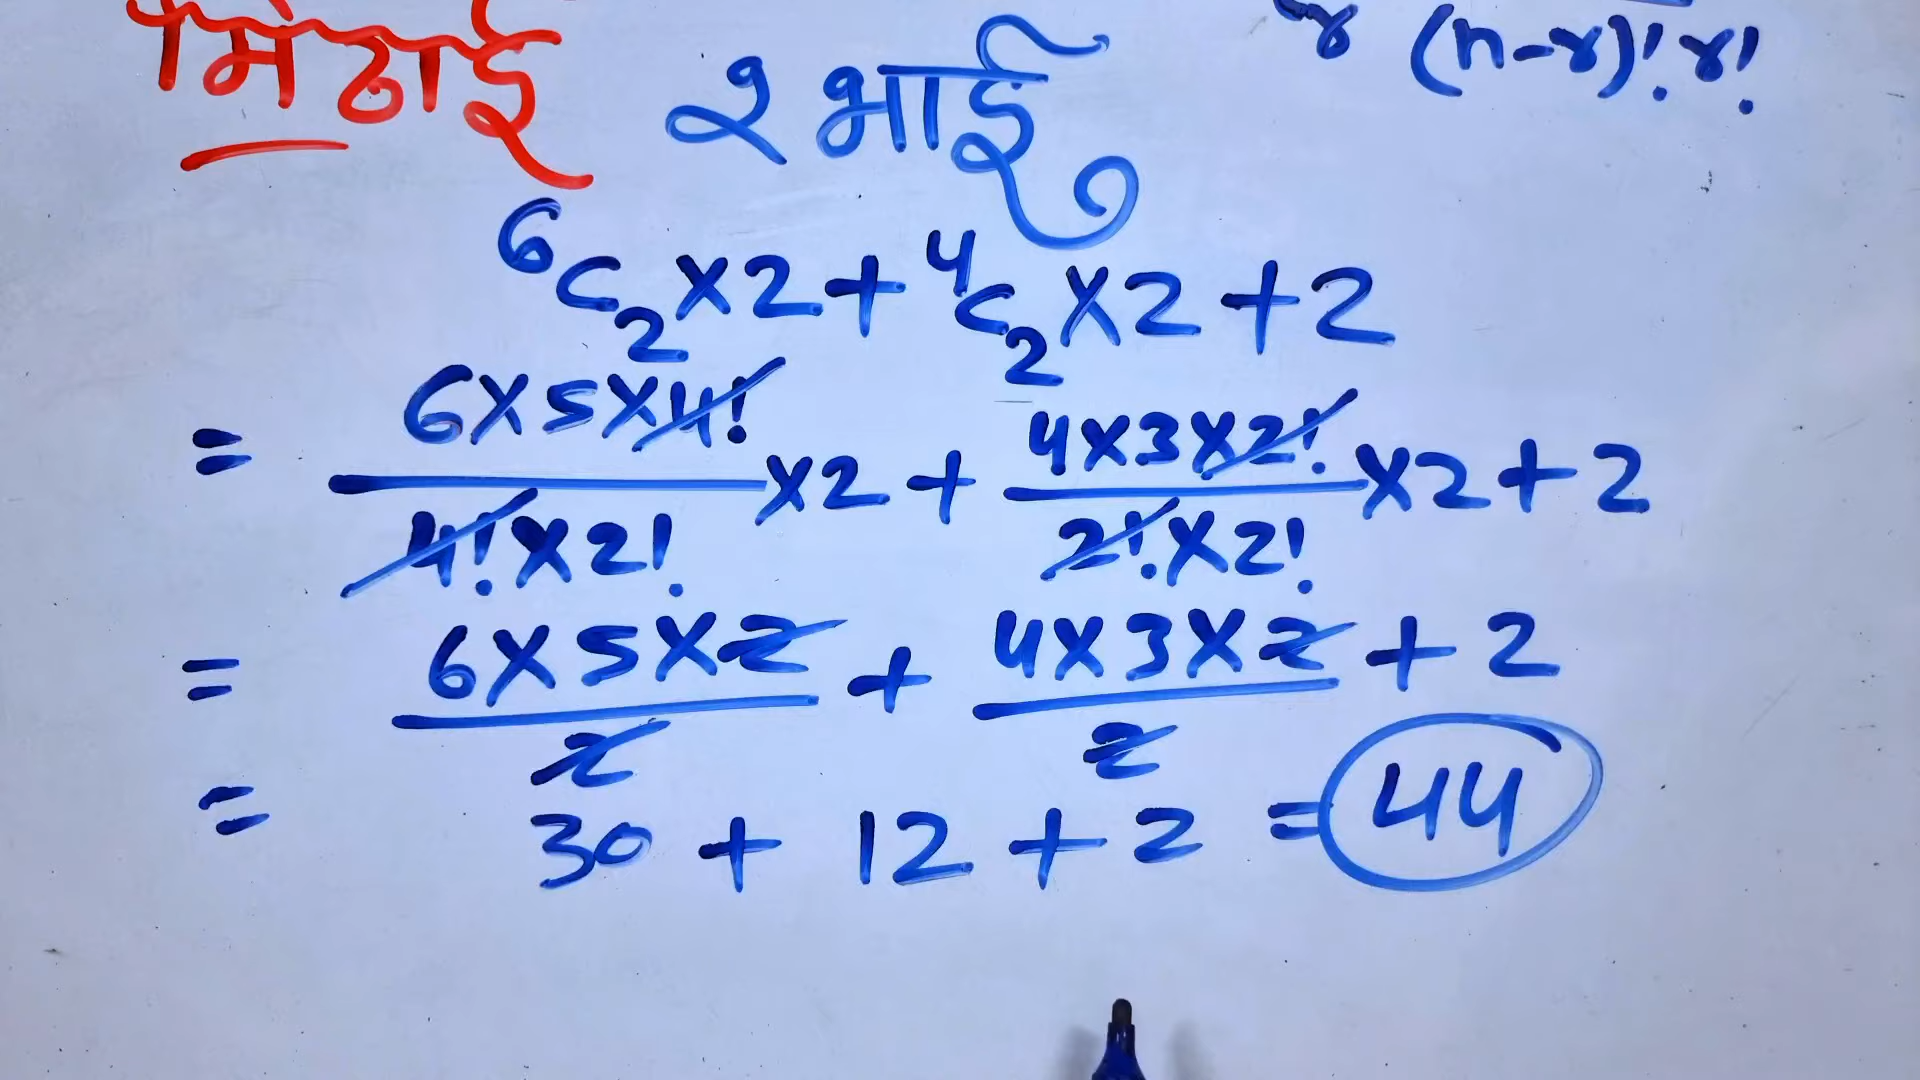 मिठाई
२ भाई
r (n-r)! r!
⁶C₂ x 2 + ⁴C₂ x 2 + 2
= 6 x 5 x 4! / 4! x 2! x 2 + 4 x 3 x 2! / 2! x 2! x 2 + 2
= 6 x 5 x 2 / 2 + 4 x 3 x 2 / 2 + 2
= 30 + 12 + 2 = 44